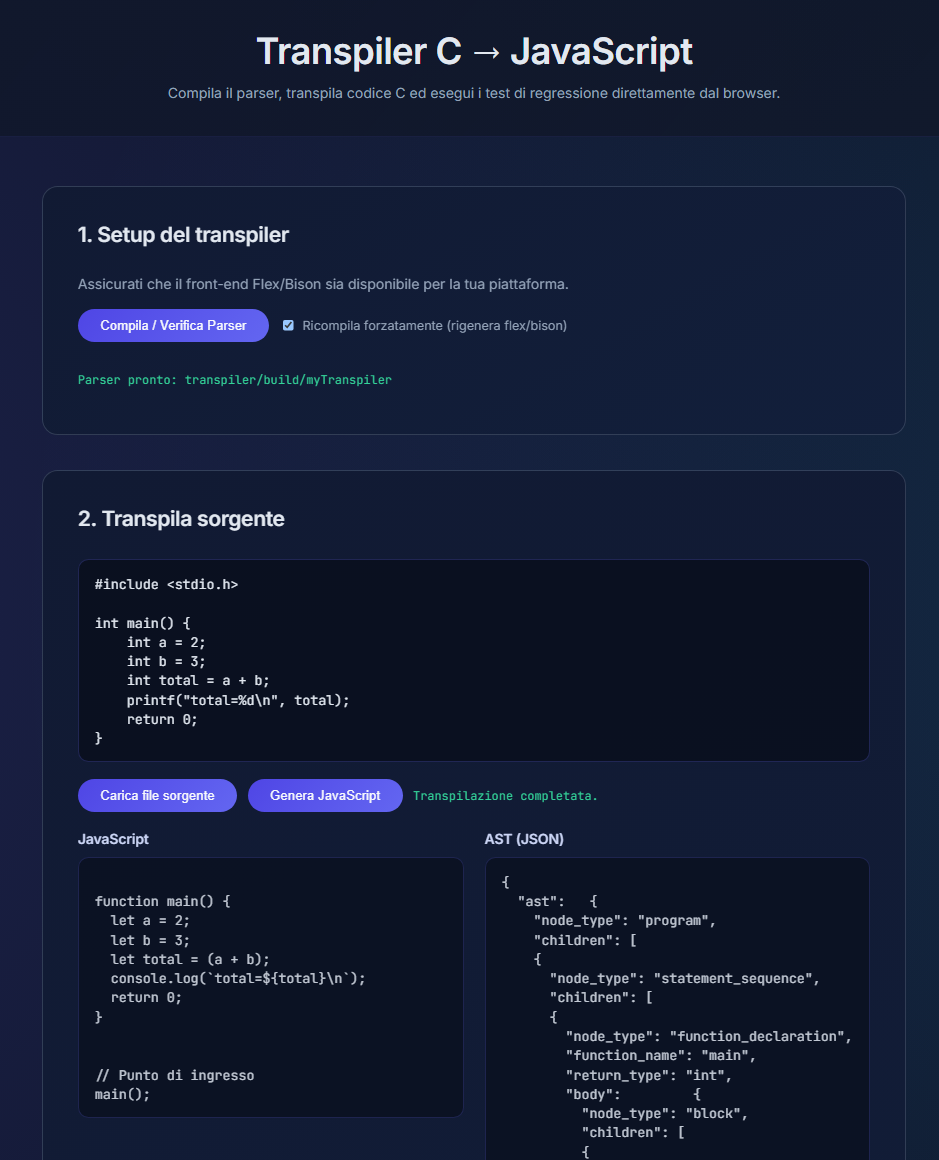 Transpiler C → JavaScript
Compila il parser, transpila codice C ed esegui i test di regressione direttamente dal browser.
1. Setup del transpiler
Assicurati che il front-end Flex/Bison sia disponibile per la tua piattaforma.
Compila / Verifica Parser
Ricompila forzatamente (rigenera flex/bison)
Parser pronto: transpiler/build/myTranspiler
2. Transpila sorgente
#include <stdio.h>

int main() {
    int a = 2;
    int b = 3;
    int total = a + b;
    printf("total=%d\n", total);
    return 0;
}
Carica file sorgente
Genera JavaScript
Transpilazione completata.
JavaScript
function main() {
  let a = 2;
  let b = 3;
  let total = (a + b);
  console.log(`total=${total}\n`);
  return 0;
}

// Punto di ingresso
main();
AST (JSON)
{
  "ast":   {
    "node_type": "program",
    "children": [
    {
      "node_type": "statement_sequence",
      "children": [
      {
        "node_type": "function_declaration",
        "function_name": "main",
        "return_type": "int",
        "body":         {
          "node_type": "block",
          "children": [
          {